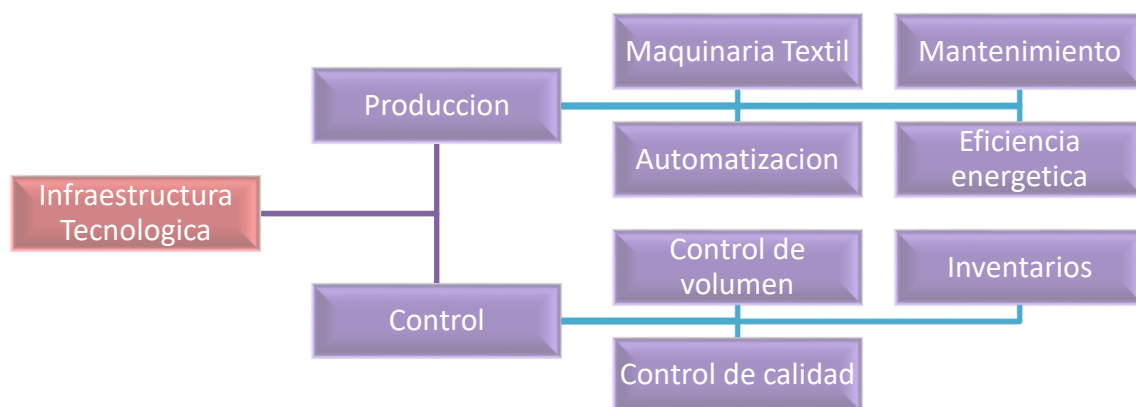 Maquinaria Textil
Mantenimiento
Produccion
Automatizacion
Eficiencia
energetica
Infraestructura
Tecnologica
Control de
volumen
Inventarios
Control
Control de calidad